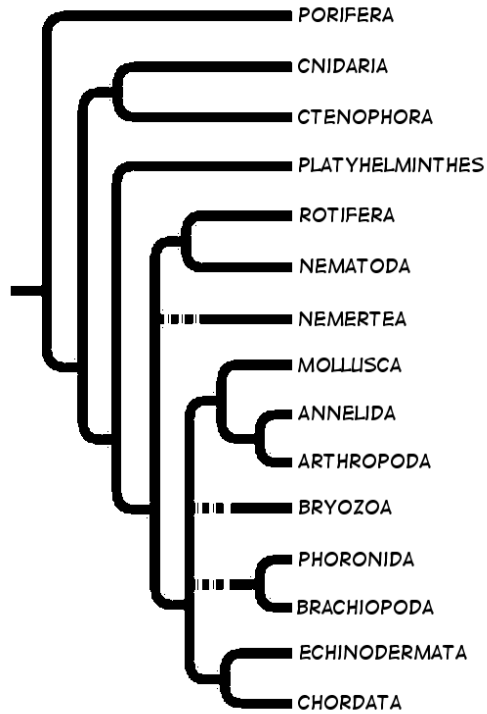 PORIFERA
CNIDARIA
CTENOPHORA
PLATYHELMINTHES
ROTIFERA
NEMATODA
NEMERTEA
MOLLUSCA
ANNELIDA
ARTHROPODA
BRYOZOA
PHORONIDA
BRACHIOPODA
ECHINODERMATA
CHORDATA